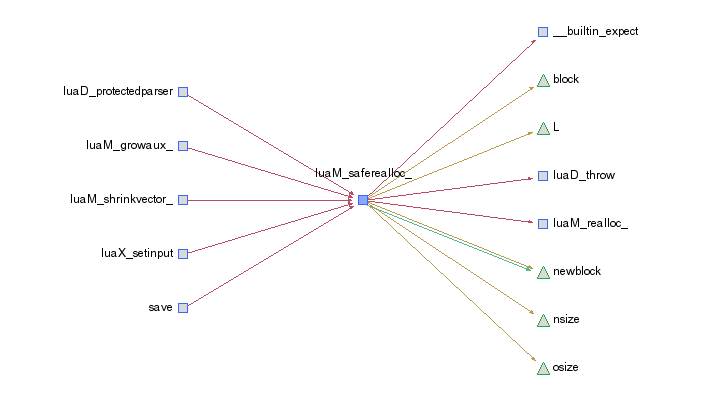 luaD_protectedparser
luaM_growaux_
luaM_shrinkvector_
luaX_setinput
save
luaM_saferealloc_
__builtin_expect
block
L
luaD_throw
luaM_realloc_
newblock
nsize
osize